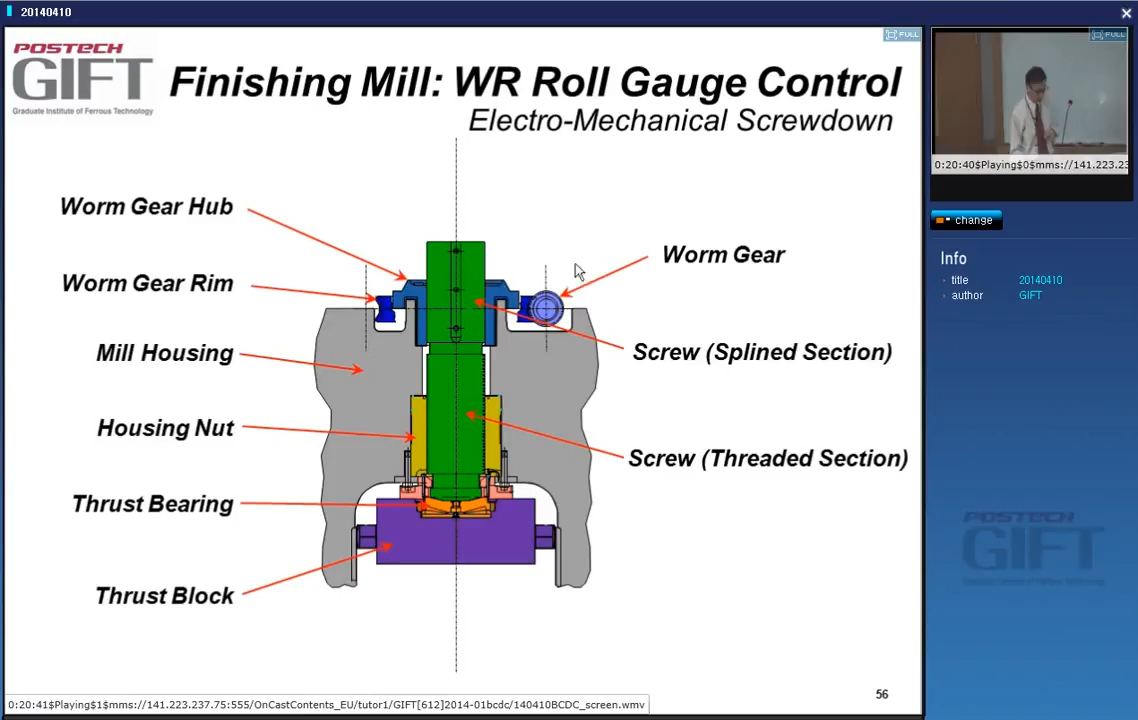 20140410
POSTECH
GIFT
Graduate Institute of Ferrous Technology
Finishing Mill: WR Roll Gauge Control
Electro-Mechanical Screwdown
FULL
Worm Gear Hub
Worm Gear
Worm Gear Rim
Screw (Splined Section)
Mill Housing
Housing Nut
Screw (Threaded Section)
Thrust Bearing
Thrust Block
56
0:20:41$Playing$1$mms://141.223.237.75:555/OnCastContents_EU/tutor1/GIFT[612]2014-01bcdc/140410BCDC_screen.wmv
FULL
0:20:40$Playing$0$mms://141.223.23
change
Info
title 20140410
author GIFT
POSTECH
GIFT